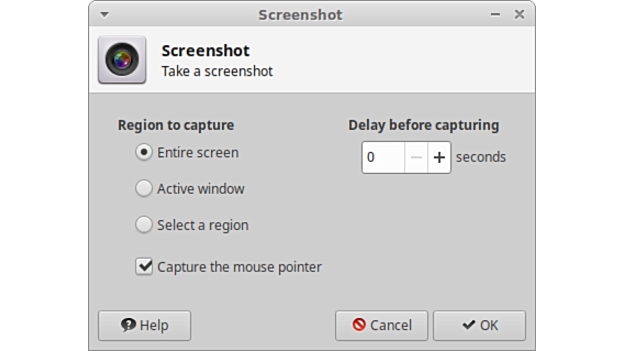 Screenshot
Screenshot
Take a screenshot
Region to capture
Entire screen
Active window
Select a region
Capture the mouse pointer
Delay before capturing
0 seconds
Help
Cancel
OK